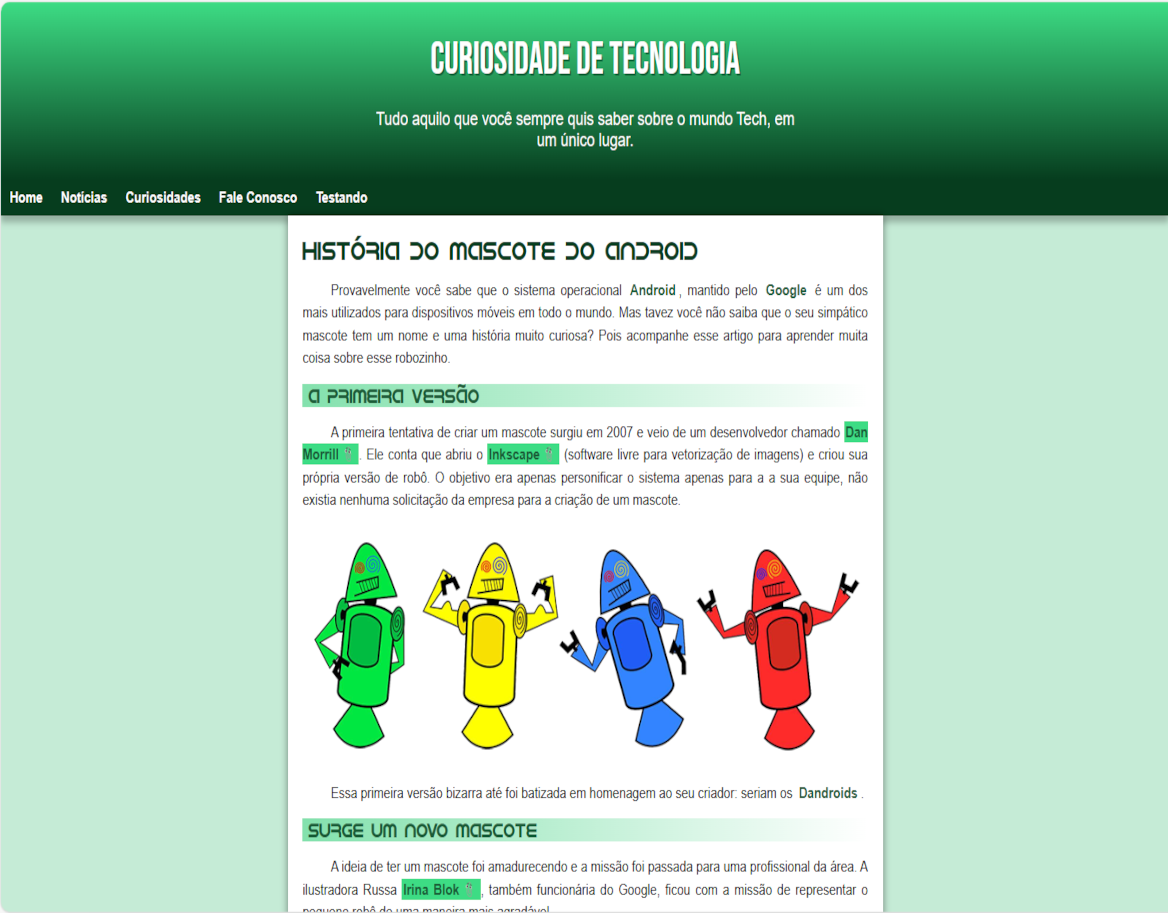 CURIOSIDADE DE TECNOLOGIA
Tudo aquilo que você sempre quis saber sobre o mundo Tech, em
um único lugar.
Home Notícias Curiosidades Fale Conosco Testando
HISTÓRIA DO MASCOTE DO ANDROID
Provavelmente você sabe que o sistema operacional Android , mantido pelo Google é um dos
mais utilizados para dispositivos móveis em todo o mundo. Mas tavez você não saiba que o seu simpático
mascote tem um nome e uma história muito curiosa? Pois acompanhe esse artigo para aprender muita
coisa sobre esse robozinho.
A PRIMEIRA VERSÃO
A primeira tentativa de criar um mascote surgiu em 2007 e veio de um desenvolvedor chamado Dan
Morrill . Ele conta que abriu o Inkscape (software livre para vetorização de imagens) e criou sua
própria versão de robô. O objetivo era apenas personificar o sistema apenas para a a sua equipe, não
existia nenhuma solicitação da empresa para a criação de um mascote.
Essa primeira versão bizarra até foi batizada em homenagem ao seu criador: seriam os Dandroids .
SURGE UM NOVO MASCOTE
A ideia de ter um mascote foi amadurecendo e a missão foi passada para uma profissional da área. A
ilustradora Russa Irina Blok , também funcionária do Google, ficou com a missão de representar o
pequeno robô de uma maneira mais agradável